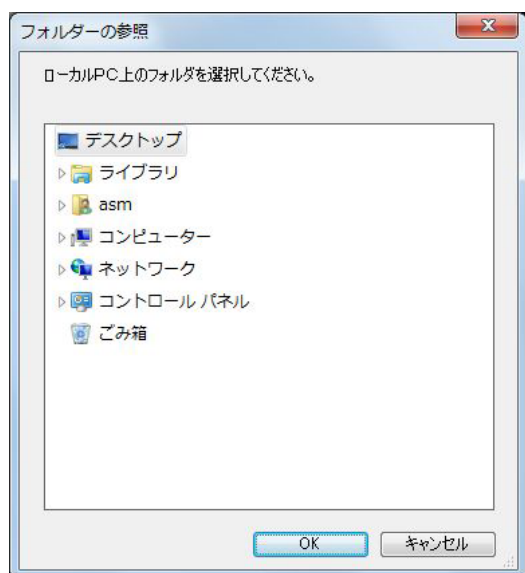 フォルダーの参照
ローカルPC上のフォルダを選択してください。
デスクトップ
ライブラリ
asm
コンピューター
ネットワーク
コントロール パネル
ごみ箱
OK
キャンセル